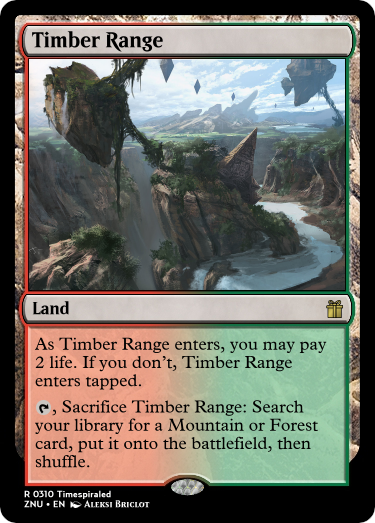 Timber Range
Land
As Timber Range enters, you may pay
2 life. If you don't, Timber Range
enters tapped.
, Sacrifice Timber Range: Search
your library for a Mountain or Forest
card, put it onto the battlefield, then
shuffle.
R 0310 Timespiraled
ZNU • EN Aleksi Briclot